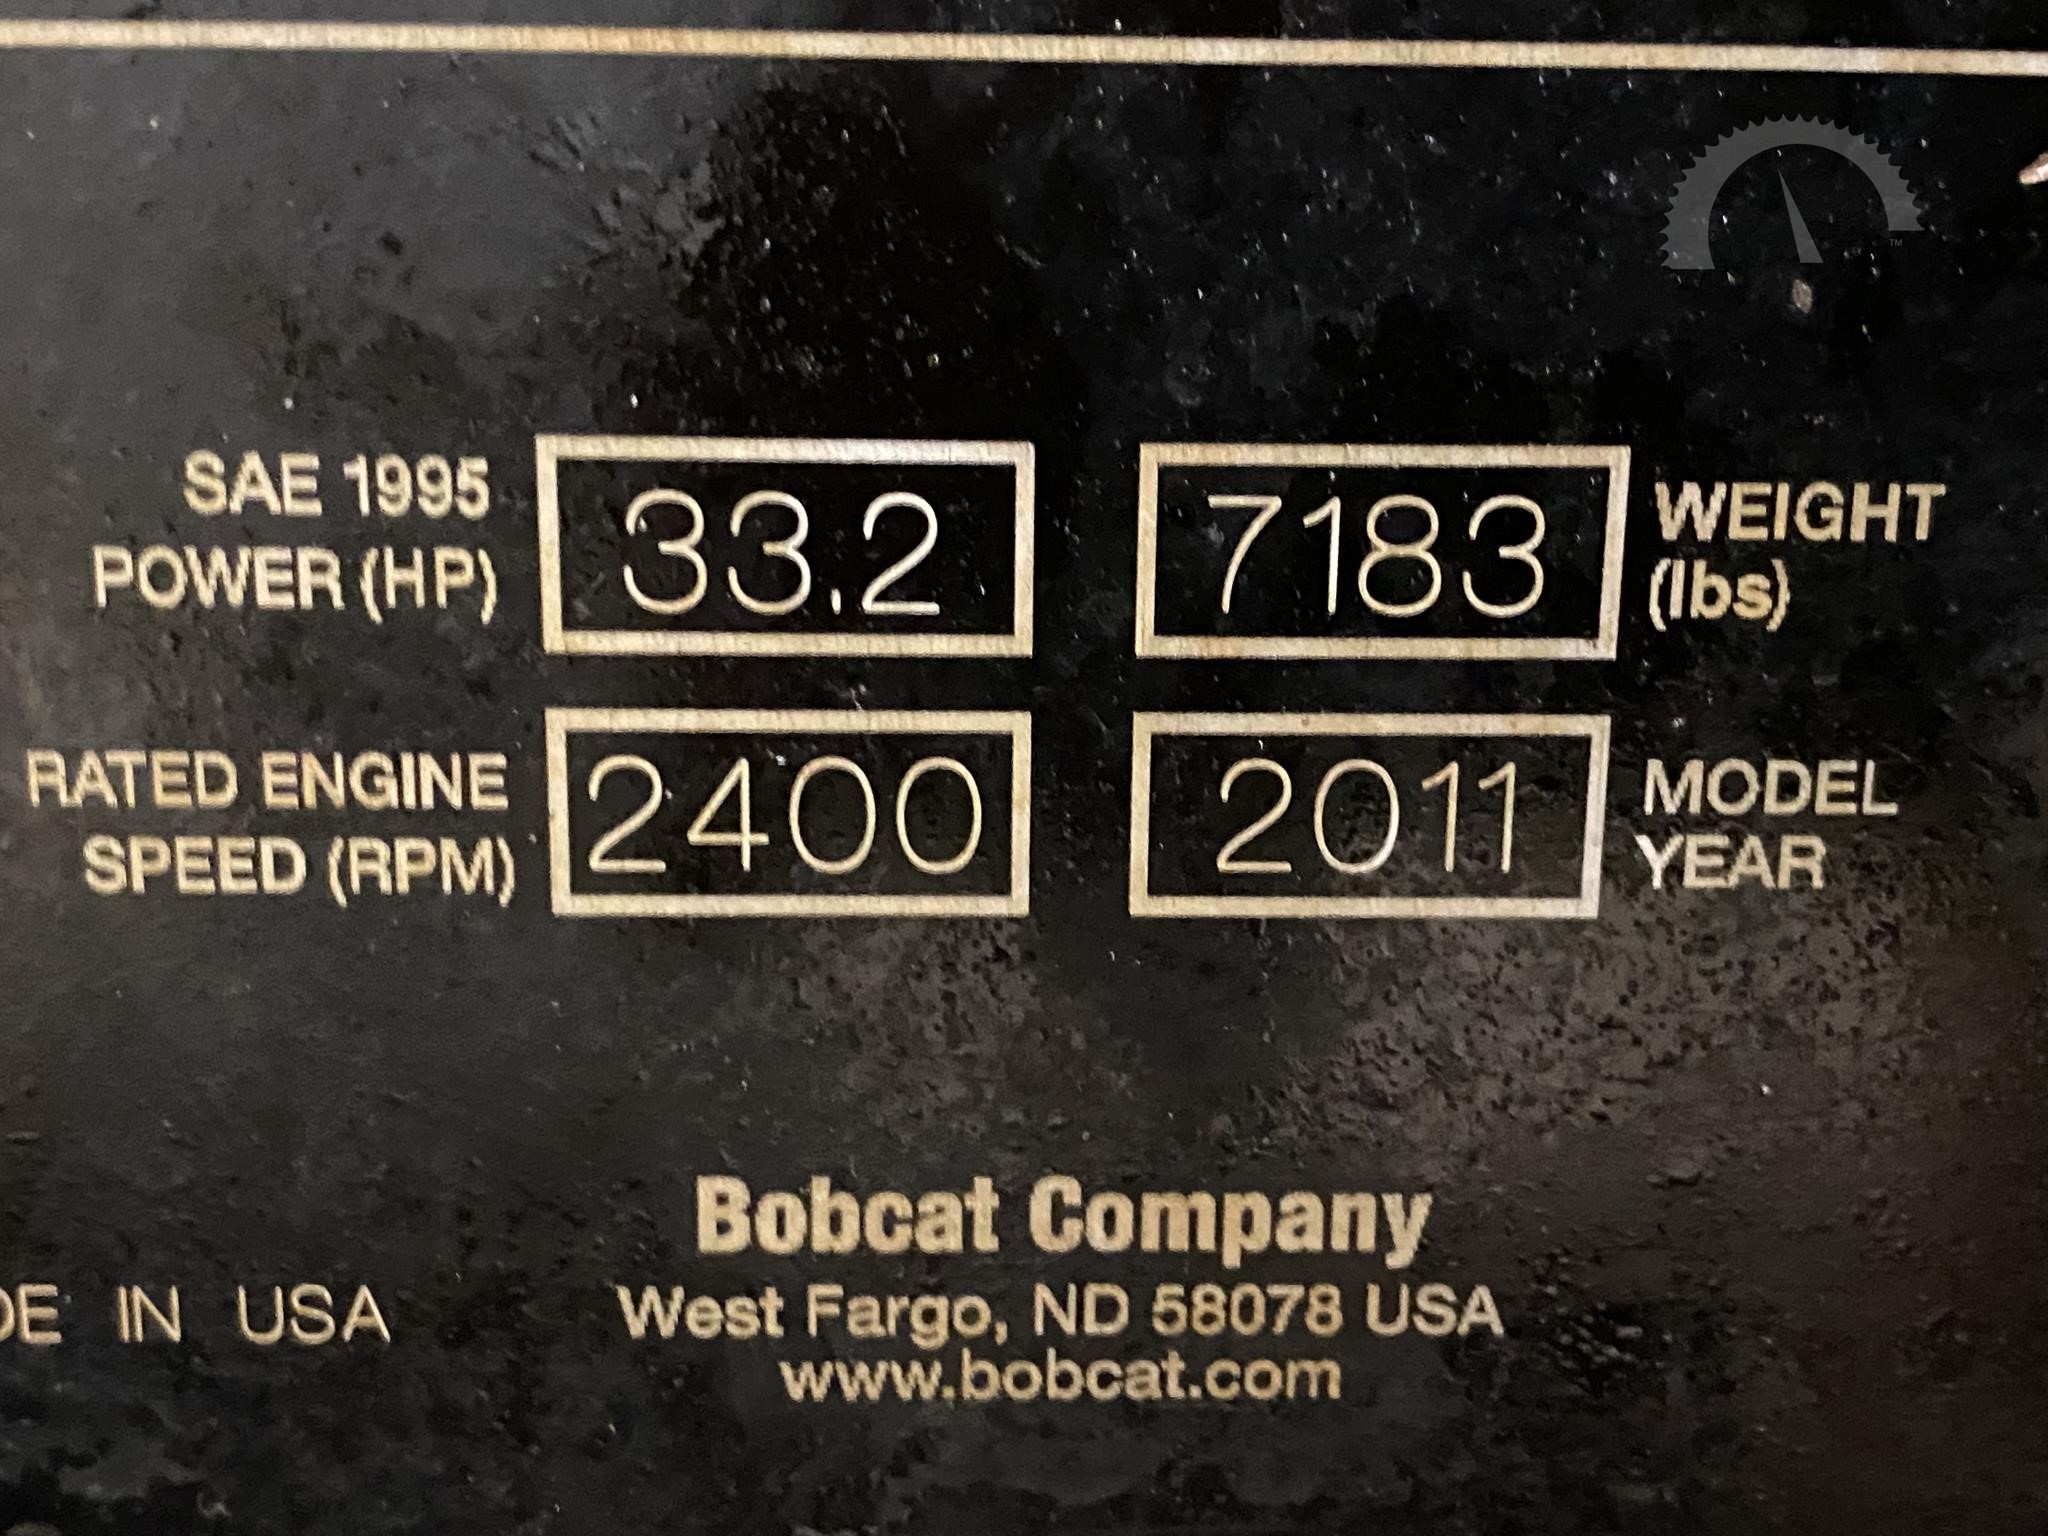 SAE 1995
POWER (HP)
33.2
7183
WEIGHT
(lbs)
RATED ENGINE
SPEED (RPM)
2400
2011
MODEL
YEAR
Bobcat Company
DE IN USA
West Fargo, ND 58078 USA
www.bobcat.com
TM